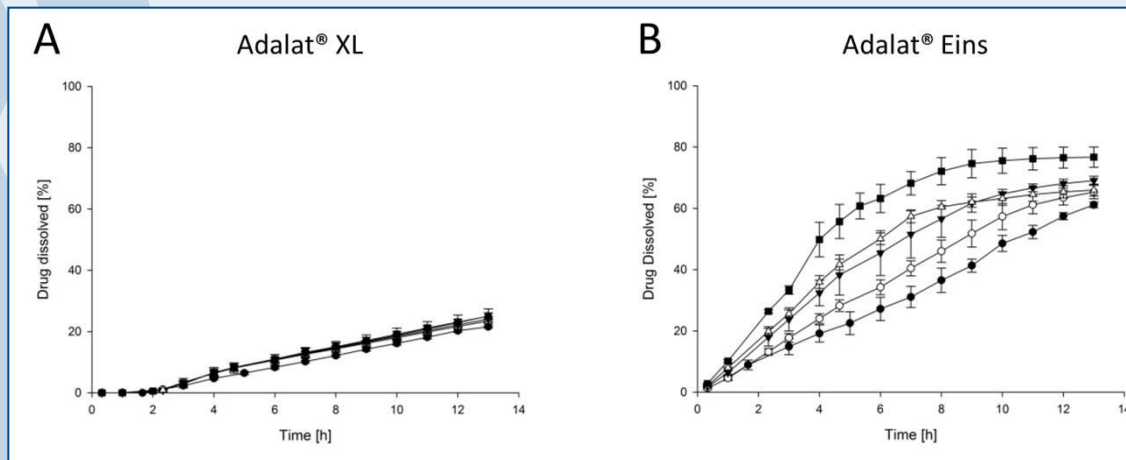 A
Adalat® XL
Drug dissolved [%]
100
80
60
40
20
0
0 2 4 6 8 10 12 14
Time [h]
B
Adalat® Eins
Drug Dissolved [%]
100
80
60
40
20
0
0 2 4 6 8 10 12 14
Time [h]